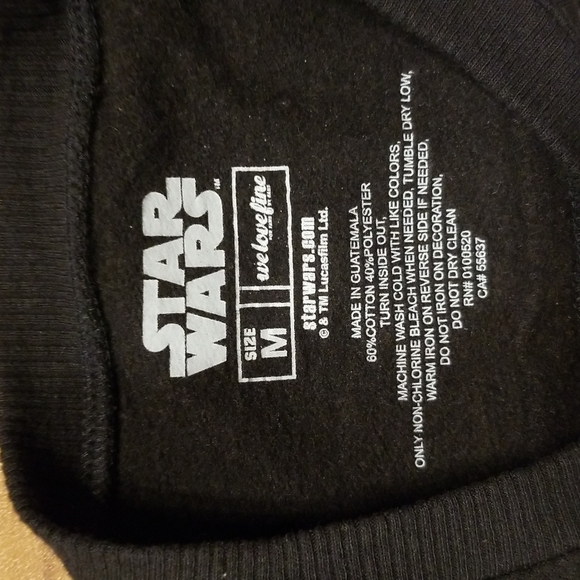 STAR
WARS
TM
SIZE
M
welovefine
starwars.com
© & TM Lucasfilm Ltd.
MADE IN GUATEMALA
60%COTTON 40%POLYESTER
TURN INSIDE OUT,
MACHINE WASH COLD WITH LIKE COLORS,
ONLY NON-CHLORINE BLEACH WHEN NEEDED, TUMBLE DRY LOW,
WARM IRON ON REVERSE SIDE IF NEEDED,
DO NOT IRON ON DECORATION,
DO NOT DRY CLEAN
RN# 0100520
CA# 55637